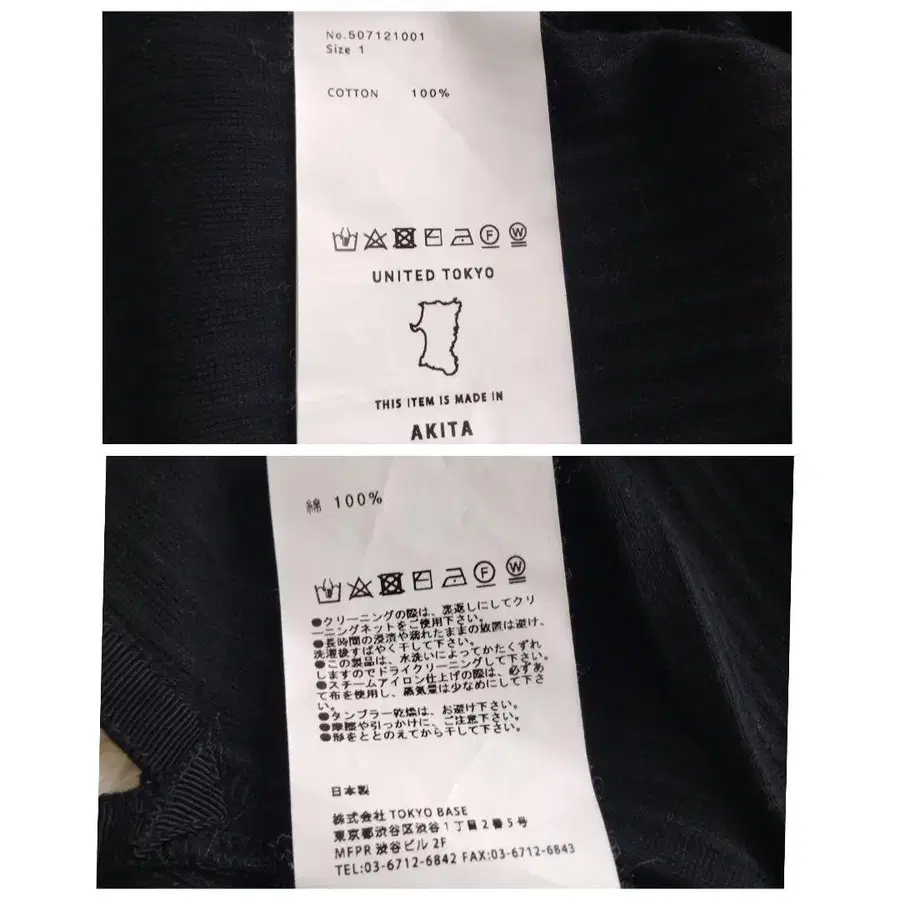 No.507121001
Size 1
COTTON 100%
F W
UNITED TOKYO
THIS ITEM IS MADE IN
AKITA
綿 100%
F W
●クリーニングの際は、裏返しにしてクリ
ーニングネットをご使用下さい。
●長時間の浸漬や濡れたままの放置は避け、
洗濯後すばやく干して下さい。
●この製品は、水洗いによってかたくずれ
しますのでドライクリーニングして下さい。
●スチームアイロン仕上げの際は、必ずあ
て布を使用し、蒸気量は少なめにして下さ
い。
●タンブラー乾燥は、お避け下さい。
●摩擦や引っかけに、ご注意下さい。
●形をととのえてから干して下さい。
日本製
株式会社 TOKYO BASE
東京都渋谷区渋谷1丁目2番5号
MFPR 渋谷ビル 2F
TEL:03-6712-6842 FAX:03-6712-6843